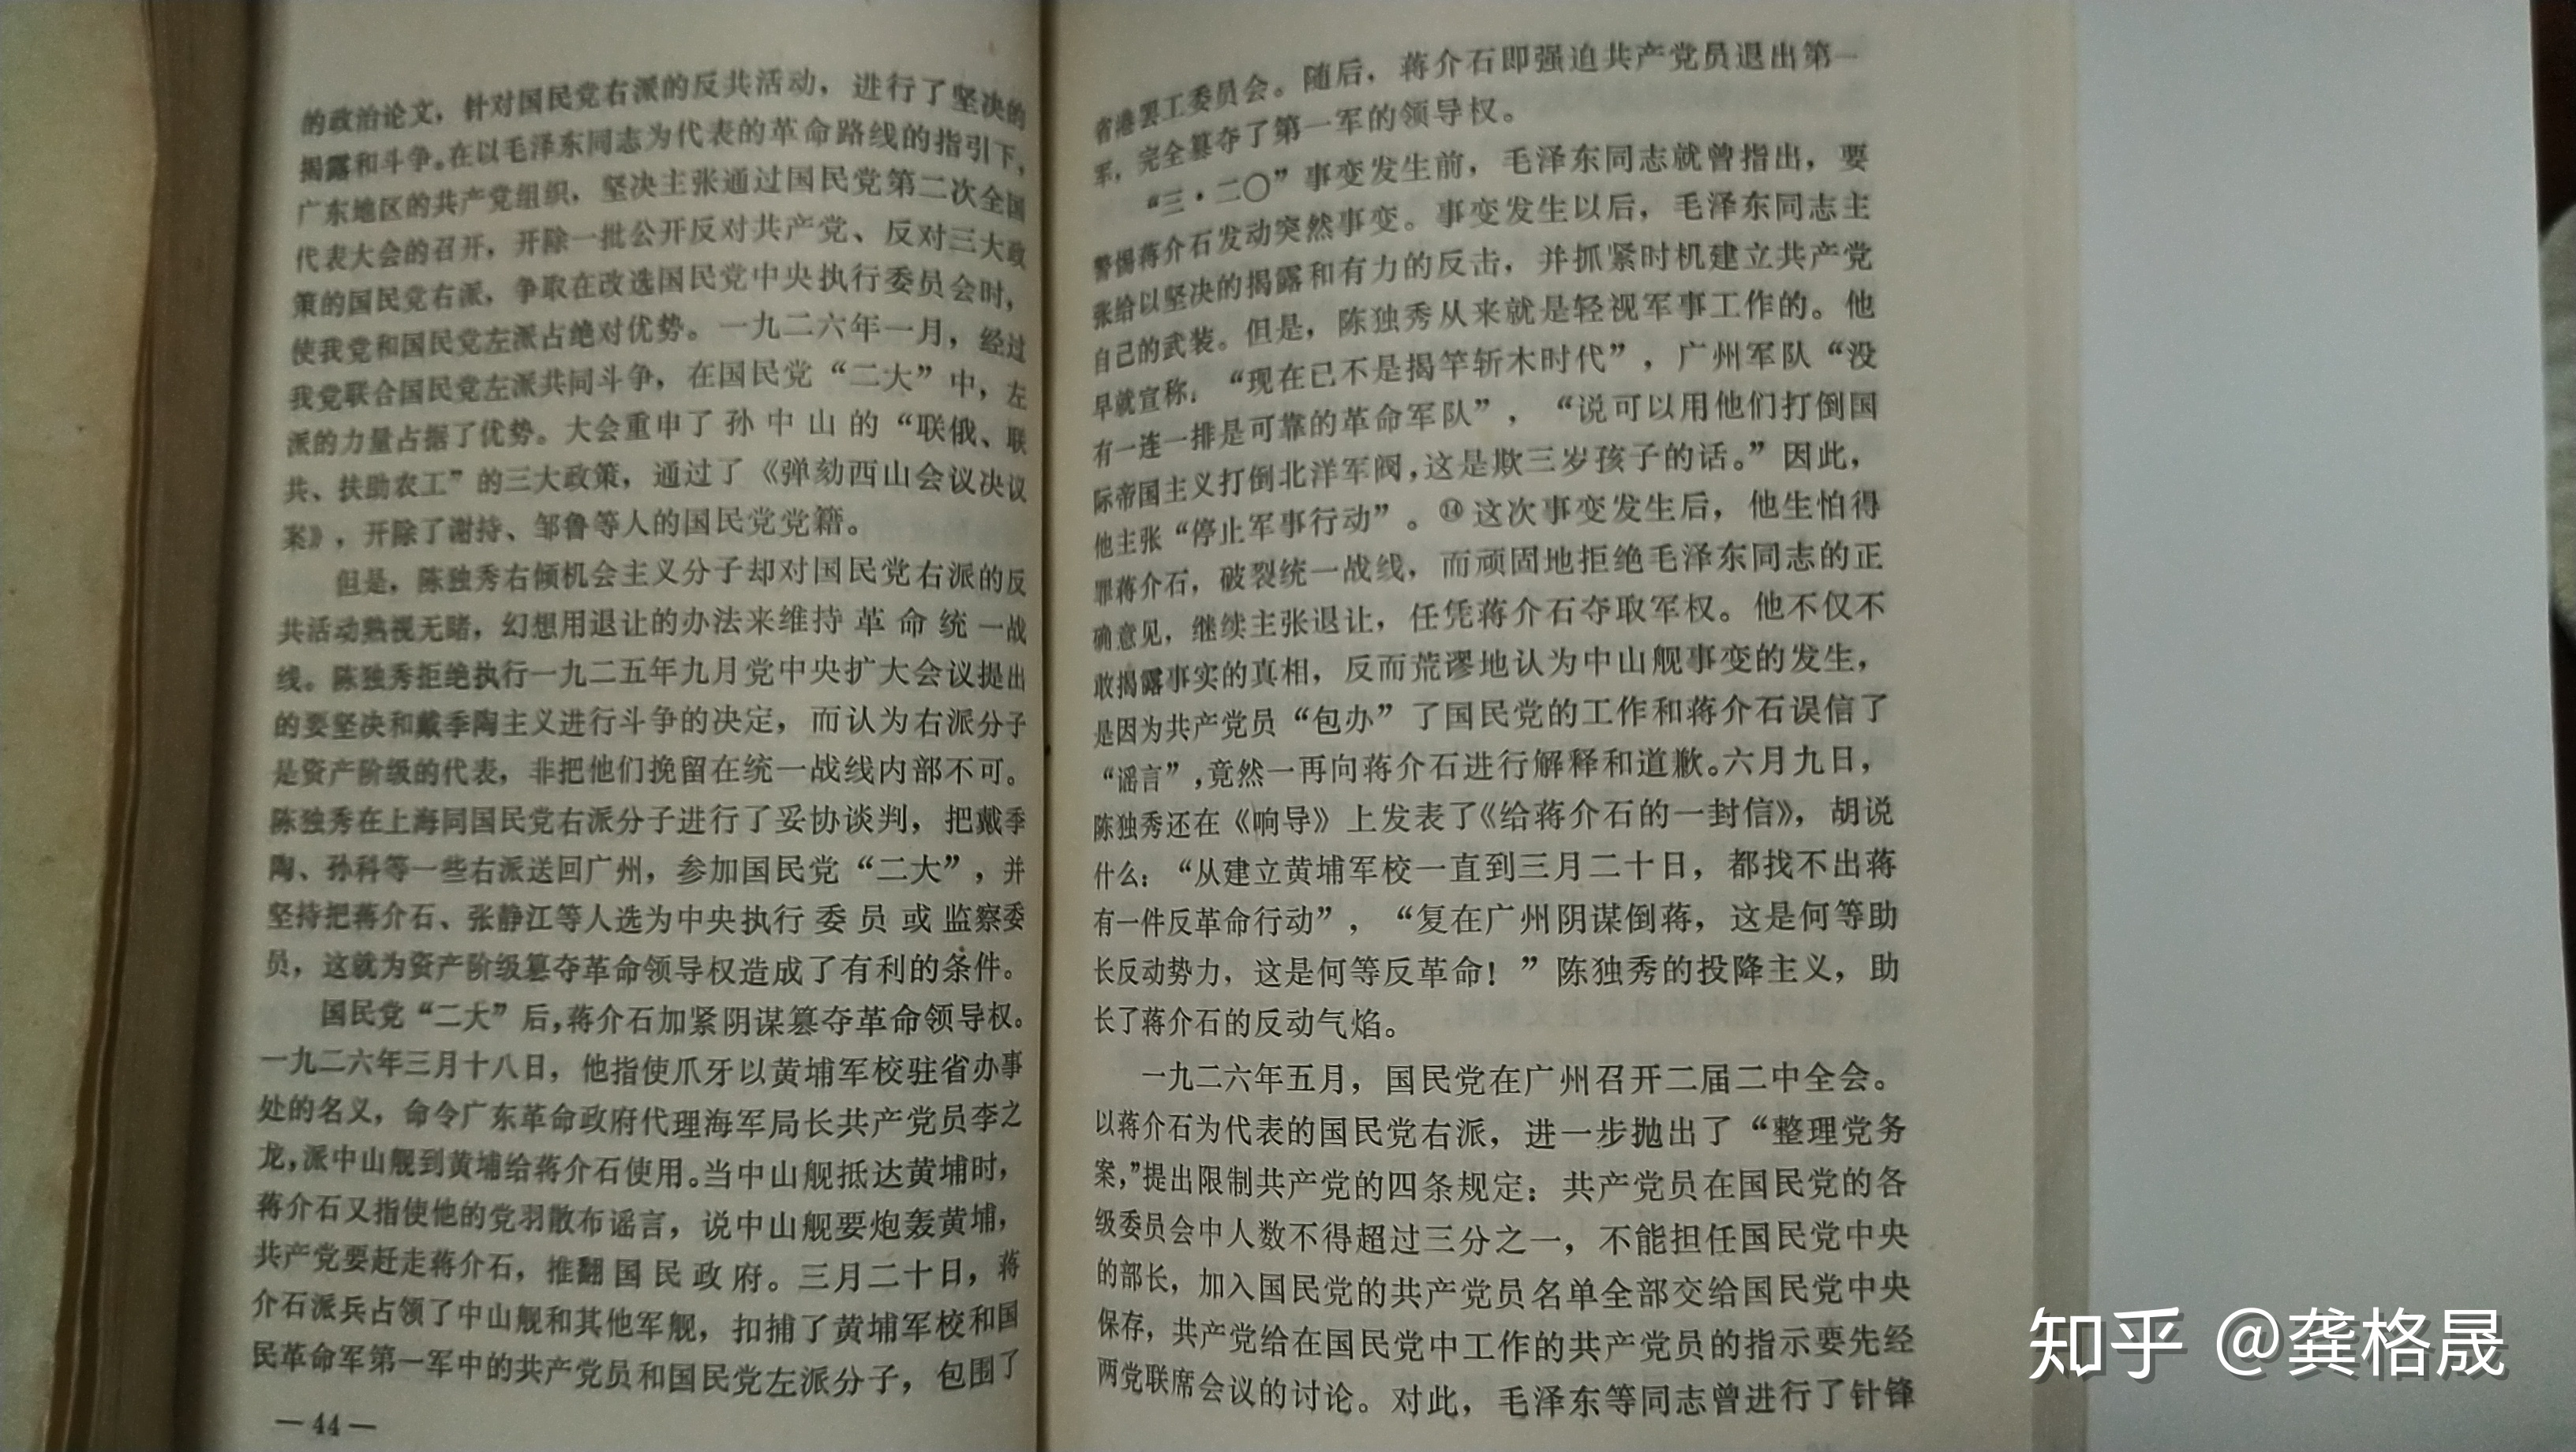 的政治论文，针对国民党右派的反共活动，进行了坚决的
揭露和斗争。在以毛泽东同志为代表的革命路线的指引下，
广东地区的共产党组织，坚决主张通过国民党第二次全国
代表大会的召开，开除一批公开反对共产党、反对三大政
策的国民党右派，争取在改选国民党中央执行委员会时，
使我党和国民党左派占绝对优势。一九二六年一月，经过
我党联合国民党左派共同斗争，在国民党“二大”中，左
派的力量占据了优势。大会重申了孙中山的“联俄、联
共、扶助农工”的三大政策，通过了《弹劾西山会议决议
案》，开除了谢持、邹鲁等人的国民党党籍。
但是，陈独秀右倾机会主义分子却对国民党右派的反
共活动熟视无睹，幻想用退让的办法来维持革命统一战
线。陈独秀拒绝执行一九二五年九月党中央扩大会议提出
的要坚决和戴季陶主义进行斗争的决定，而认为右派分子
是资产阶级的代表，非把他们挽留在统一战线内部不可。
陈独秀在上海同国民党右派分子进行了妥协谈判，把戴季
陶、孙科等一些右派送回广州，参加国民党“二大”，并
坚持把蒋介石、张静江等人选为中央执行委员或监察委
员，这就为资产阶级篡夺革命领导权造成了有利的条件。
国民党“二大”后，蒋介石加紧阴谋篡夺革命领导权。
一九二六年三月十八日，他指使爪牙以黄埔军校驻省办事
处的名义，命令广东革命政府代理海军局长共产党员李之
龙，派中山舰到黄埔给蒋介石使用。当中山舰抵达黄埔时，
蒋介石又指使他的党羽散布谣言，说中山舰要炮轰黄埔，
共产党要赶走蒋介石，推翻国民政府。三月二十日，蒋
介石派兵占领了中山舰和其他军舰，扣捕了黄埔军校和国
民革命军第一军中的共产党员和国民党左派分子，包围了
— 44 —
省港罢工委员会。随后，蒋介石即强迫共产党员退出第一
军，完全篡夺了第一军的领导权。
“三·二〇”事变发生前，毛泽东同志就曾指出，要
警惕蒋介石发动突然事变。事变发生以后，毛泽东同志主
张给以坚决的揭露和有力的反击，并抓紧时机建立共产党
自己的武装。但是，陈独秀从来就是轻视军事工作的。他
早就宣称，“现在已不是揭竿斩木时代”，广州军队“没
有一连一排是可靠的革命军队”，“说可以用他们打倒国
际帝国主义打倒北洋军阀，这是欺三岁孩子的话。”因此，
他主张“停止军事行动”。⑭这次事变发生后，他生怕得
罪蒋介石，破裂统一战线，而顽固地拒绝毛泽东同志的正
确意见，继续主张退让，任凭蒋介石夺取军权。他不仅不
敢揭露事实的真相，反而荒谬地认为中山舰事变的发生，
是因为共产党员“包办”了国民党的工作和蒋介石误信了
“谣言”，竟然一再向蒋介石进行解释和道歉。六月九日，
陈独秀还在《响导》上发表了《给蒋介石的一封信》，胡说
什么：“从建立黄埔军校一直到三月二十日，都找不出蒋
有一件反革命行动”，“复在广州阴谋倒蒋，这是何等助
长反动势力，这是何等反革命！”陈独秀的投降主义，助
长了蒋介石的反动气焰。
一九二六年五月，国民党在广州召开二届二中全会。
以蒋介石为代表的国民党右派，进一步抛出了“整理党务
案，”提出限制共产党的四条规定：共产党员在国民党的各
级委员会中人数不得超过三分之一，不能担任国民党中央
的部长，加入国民党的共产党员名单全部交给国民党中央
保存，共产党给在国民党中工作的共产党员的指示要先经
两党联席会议的讨论。对此，毛泽东等同志曾进行了针锋
知乎 @龚格晟